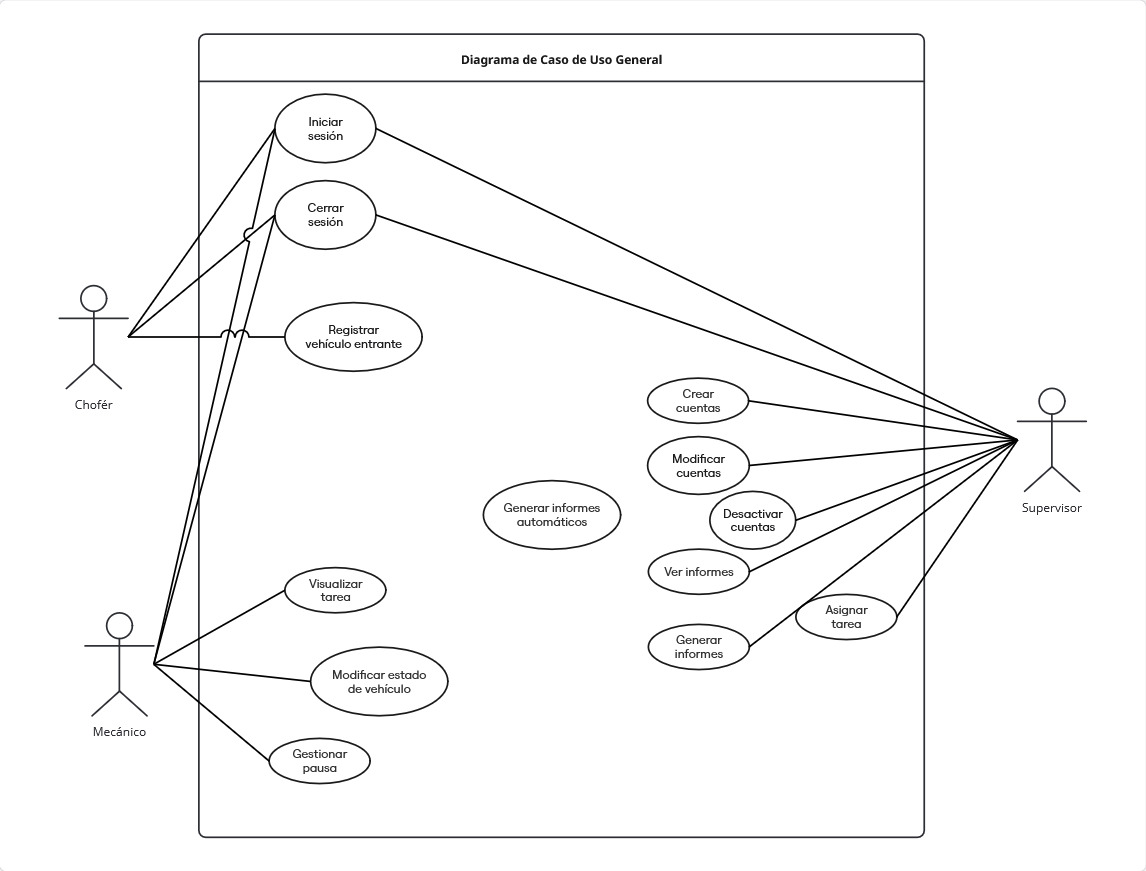 Diagrama de Caso de Uso General
Iniciar
sesión
Cerrar
sesión
Registrar
vehículo entrante
Chofér
Crear
cuentas
Modificar
cuentas
Desactivar
cuentas
Generar informes
automáticos
Ver informes
Supervisor
Visualizar
tarea
Asignar
tarea
Generar
informes
Modificar estado
de vehículo
Mecánico
Gestionar
pausa